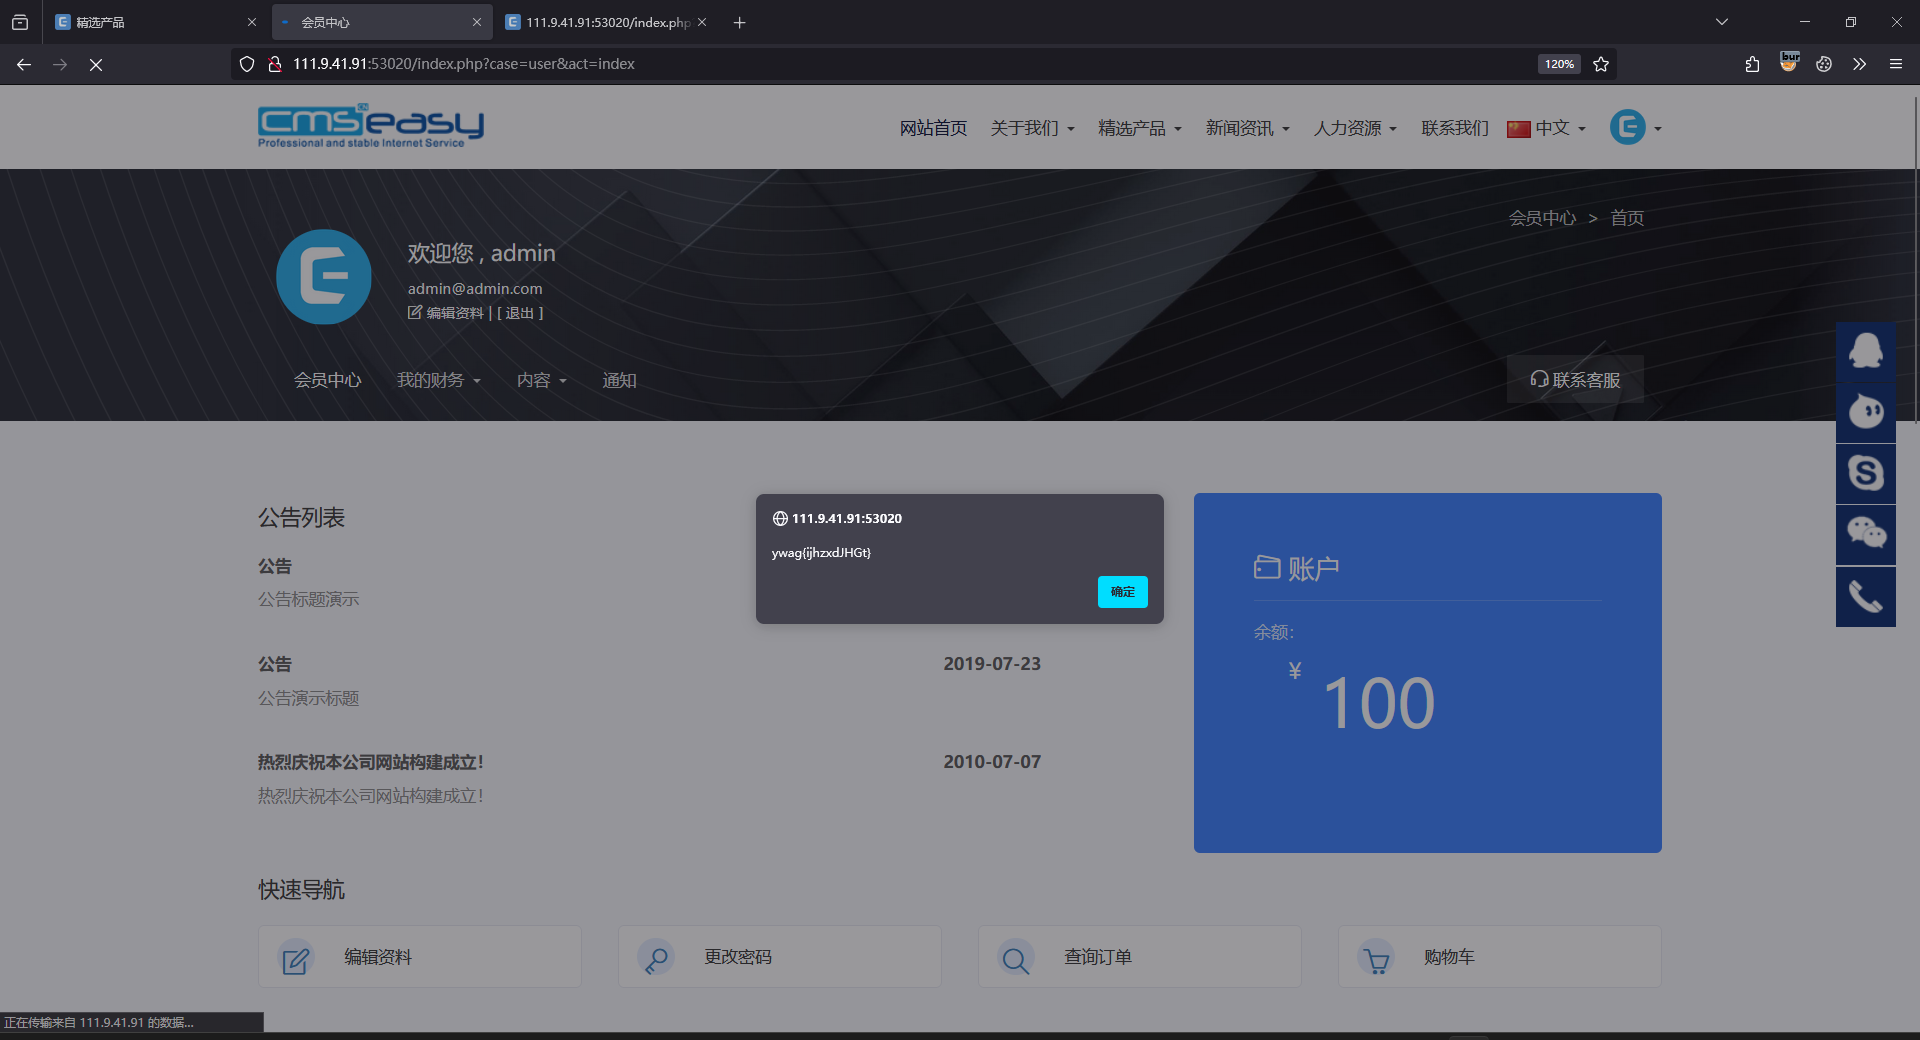 精选产品
会员中心
111.9.41.91:53020/index.php
111.9.41.91:53020/index.php?case=user&act=index
120%
bur
cmseasy
CN
Professional and stable Internet Service
网站首页
关于我们
精选产品
新闻资讯
人力资源
联系我们
中文
会员中心 > 首页
欢迎您 , admin
admin@admin.com
编辑资料 | [ 退出 ]
会员中心
我的财务
内容
通知
联系客服
公告列表
公告
公告标题演示
公告
2019-07-23
公告演示标题
热烈庆祝本公司网站构建成立！
2010-07-07
热烈庆祝本公司网站构建成立！
111.9.41.91:53020
ywag{ijhzxdJHGt}
确定
账户
余额：
¥
100
快速导航
编辑资料
更改密码
查询订单
购物车
正在传输来自 111.9.41.91 的数据...